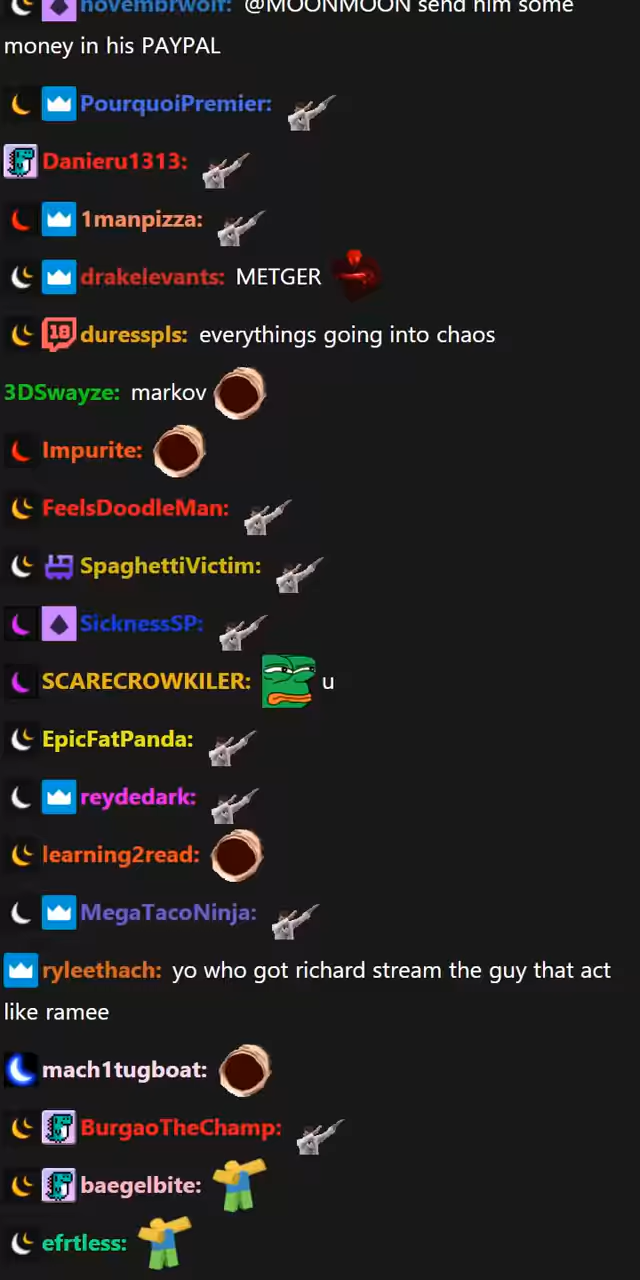 novembrwolf: @MOONMOON send him some
money in his PAYPAL
PourquoiPremier:
Danieru1313:
1manpizza:
drakelevants: METGER
18 duresspls: everythings going into chaos
3DSwayze: markov
Impurite:
FeelsDoodleMan:
SpaghettiVictim:
SicknessSP:
SCARECROWKILER: u
EpicFatPanda:
reydedark:
learning2read:
MegaTacoNinja:
ryleethach: yo who got richard stream the guy that act
like ramee
mach1tugboat:
BurgaoTheChamp:
baegelbite:
efrtless: